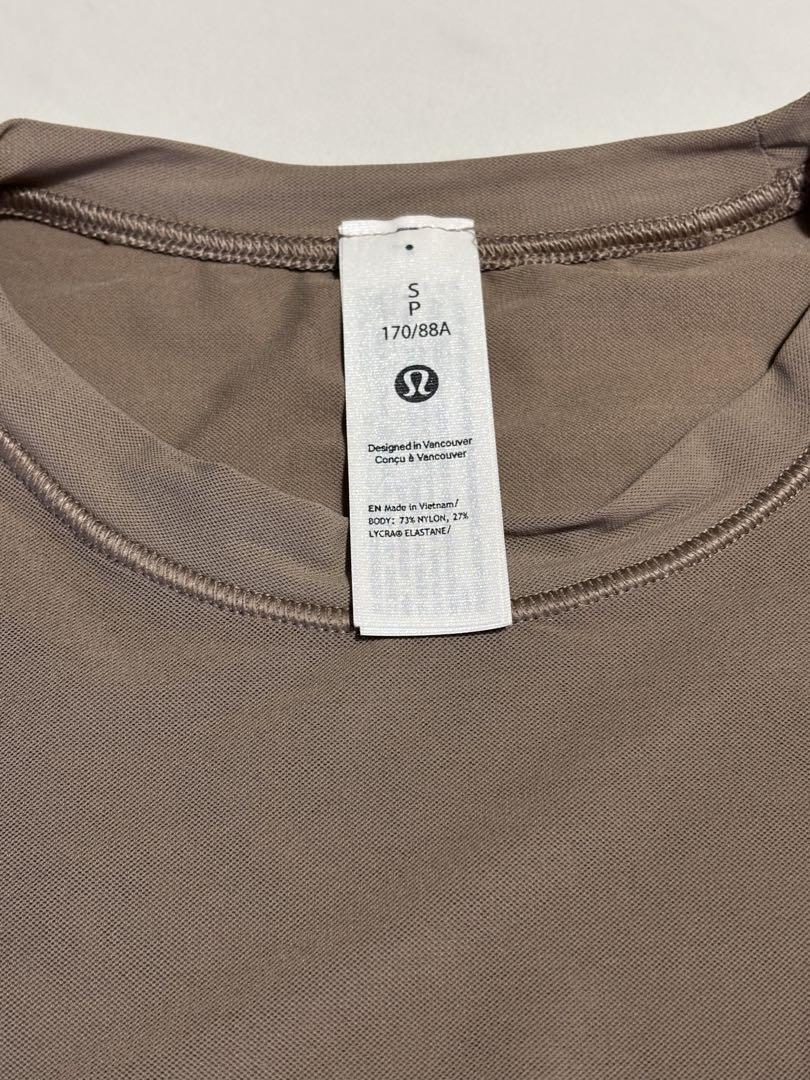 S
P
170/88A
Designed in Vancouver
Conçu à Vancouver
EN Made in Vietnam/
BODY: 73% NYLON, 27%
LYCRA® ELASTANE/